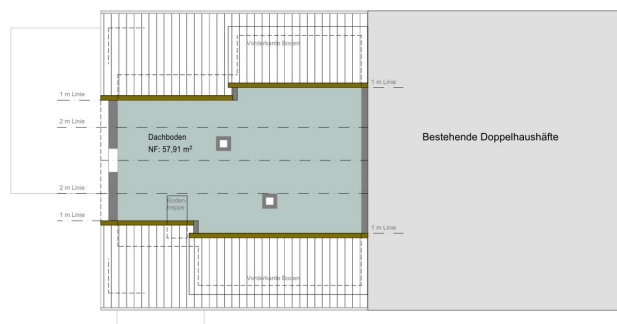 Vorderkante Boden
1 m Linie
1 m Linie
2 m Linie
Dachboden
NF: 57,91 m²
Bestehende Doppelhaushäfte
2 m Linie
Boden-
treppe
1 m Linie
1 m Linie
Vorderkante Boden